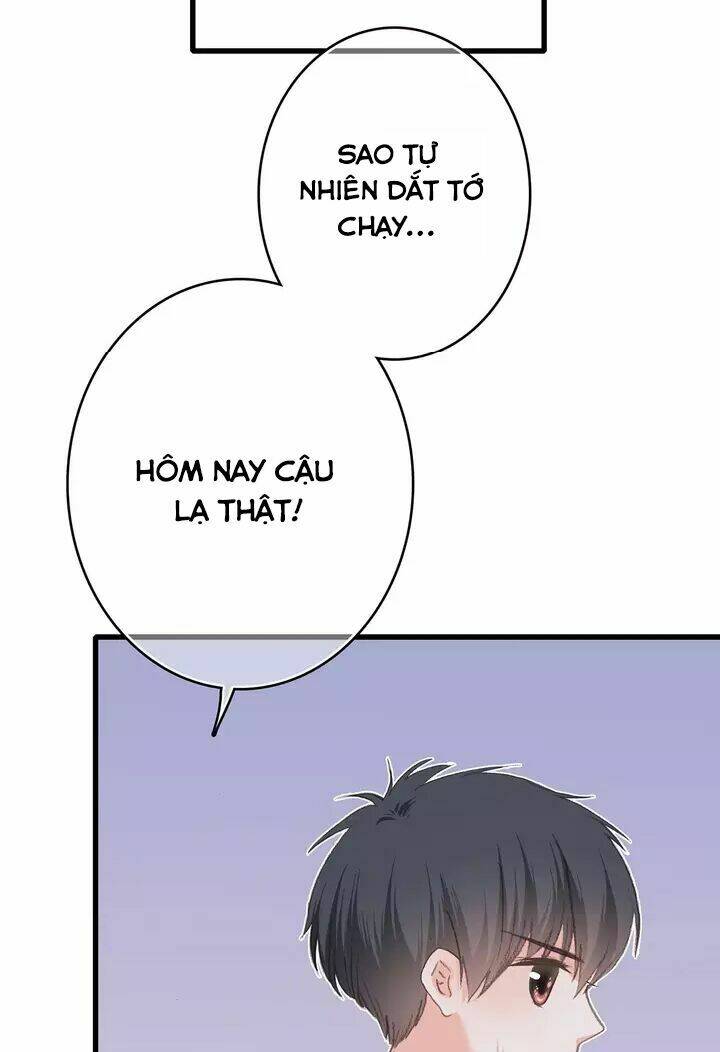 SAO TỰ
NHIÊN DẮT TỚ
CHẠY...
HÔM NAY CẬU
LẠ THẬT!